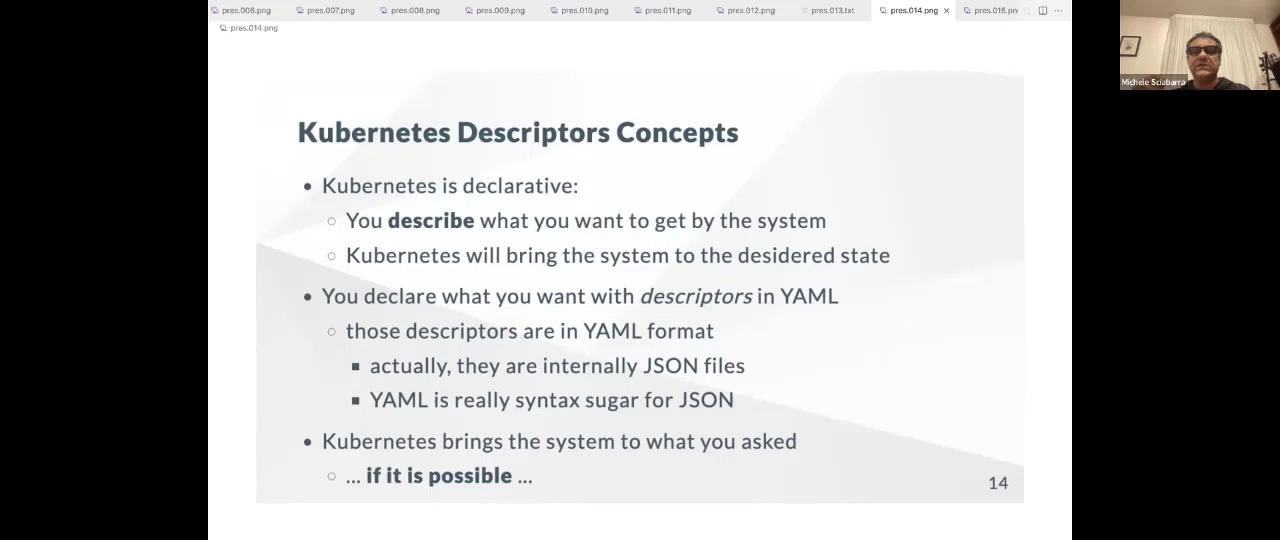 pres.006.png pres.007.png pres.008.png pres.009.png pres.010.png pres.011.png pres.012.png pres.013.txt pres.014.png × pres.015.pn ...
pres.014.png
Michele Sciabarra
Kubernetes Descriptors Concepts
• Kubernetes is declarative:
○ You describe what you want to get by the system
○ Kubernetes will bring the system to the desidered state
• You declare what you want with descriptors in YAML
○ those descriptors are in YAML format
▪ actually, they are internally JSON files
▪ YAML is really syntax sugar for JSON
• Kubernetes brings the system to what you asked
○ ... if it is possible ...
14